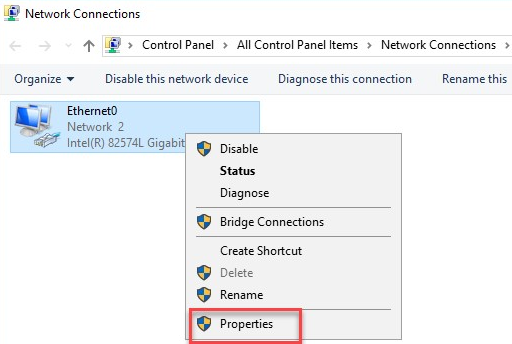 Network Connections
Control Panel > All Control Panel Items > Network Connections >
Organize Disable this network device Diagnose this connection Rename this
Ethernet0
Network 2
Intel(R) 82574L Gigabit
Disable
Status
Diagnose
Bridge Connections
Create Shortcut
Delete
Rename
Properties